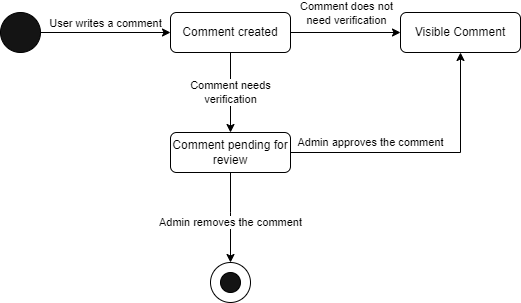 Comment does not
need verification
User writes a comment
Comment created
Visible Comment
Comment needs
verification
Comment pending for
review
Admin approves the comment
Admin removes the comment